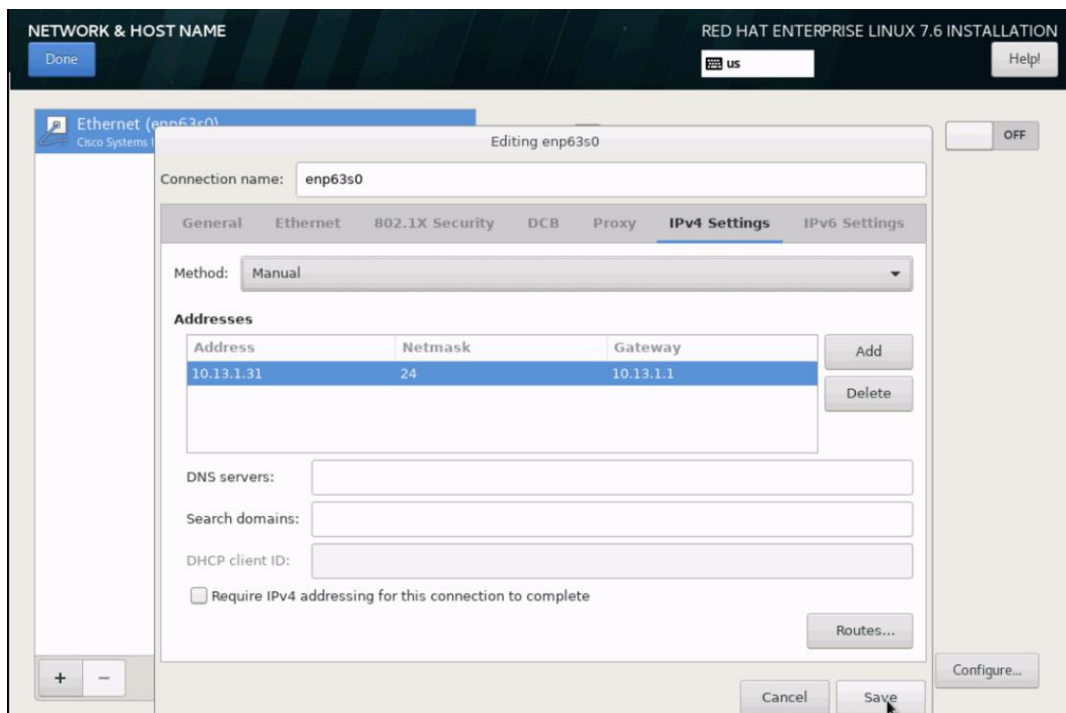 NETWORK & HOST NAME
RED HAT ENTERPRISE LINUX 7.6 INSTALLATION
Done
us
Help!
Ethernet (enp63s0)
Cisco Systems I
OFF
Editing enp63s0
Connection name: enp63s0
General Ethernet 802.1X Security DCB Proxy IPv4 Settings IPv6 Settings
Method: Manual
Addresses
Address Netmask Gateway
10.13.1.31 24 10.13.1.1
Add
Delete
DNS servers:
Search domains:
DHCP client ID:
Require IPv4 addressing for this connection to complete
Routes...
+ −
Configure...
Cancel Save